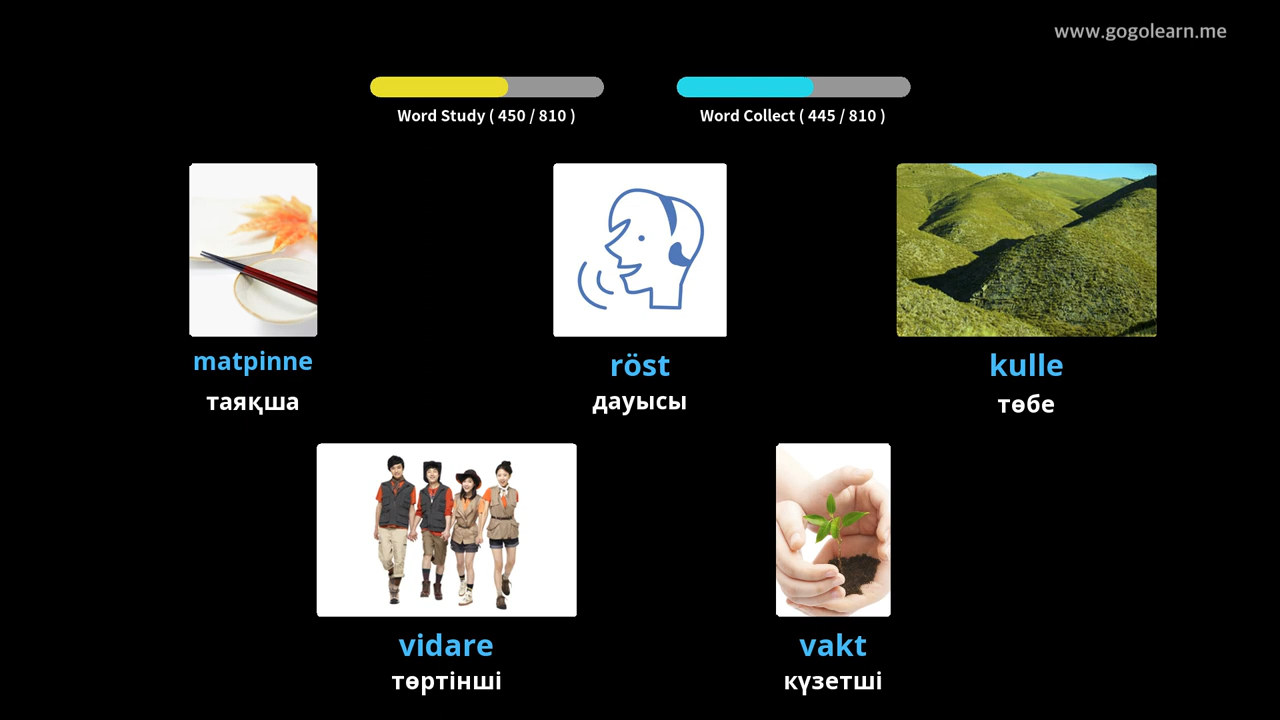 www.gogolearn.me
Word Study ( 450 / 810 )
Word Collect ( 445 / 810 )
matpinne
таяқша
röst
дауысы
kulle
төбе
vidare
төртінші
vakt
күзетші